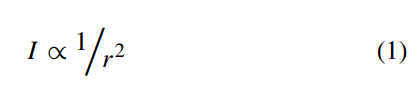 I ∝ 1/r² (1)